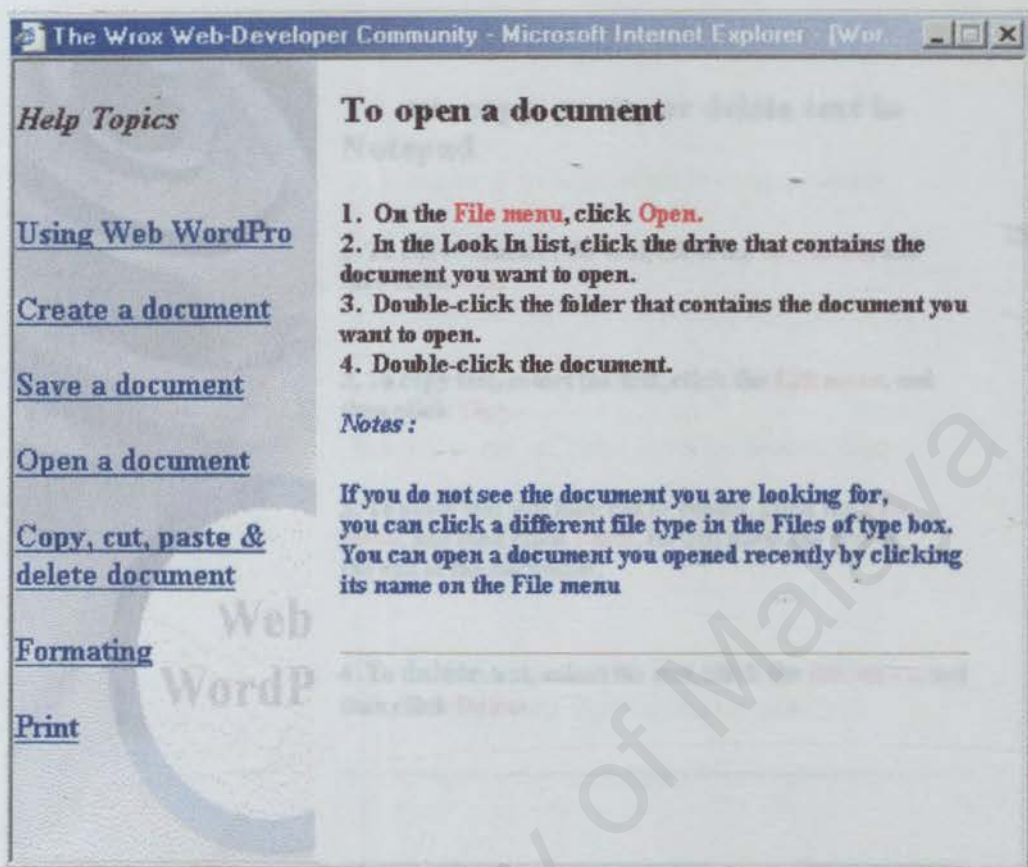 The Wrox Web-Developer Community - Microsoft Internet Explorer - [Wor...
Help Topics
Using Web WordPro
Create a document
Save a document
Open a document
Copy, cut, paste &
delete document
Formating
Print
Web
WordP
To open a document
1. On the File menu, click Open.
2. In the Look In list, click the drive that contains the
document you want to open.
3. Double-click the folder that contains the document you
want to open.
4. Double-click the document.
Notes :
If you do not see the document you are looking for,
you can click a different file type in the Files of type box.
You can open a document you opened recently by clicking
its name on the File menu
of Malaya